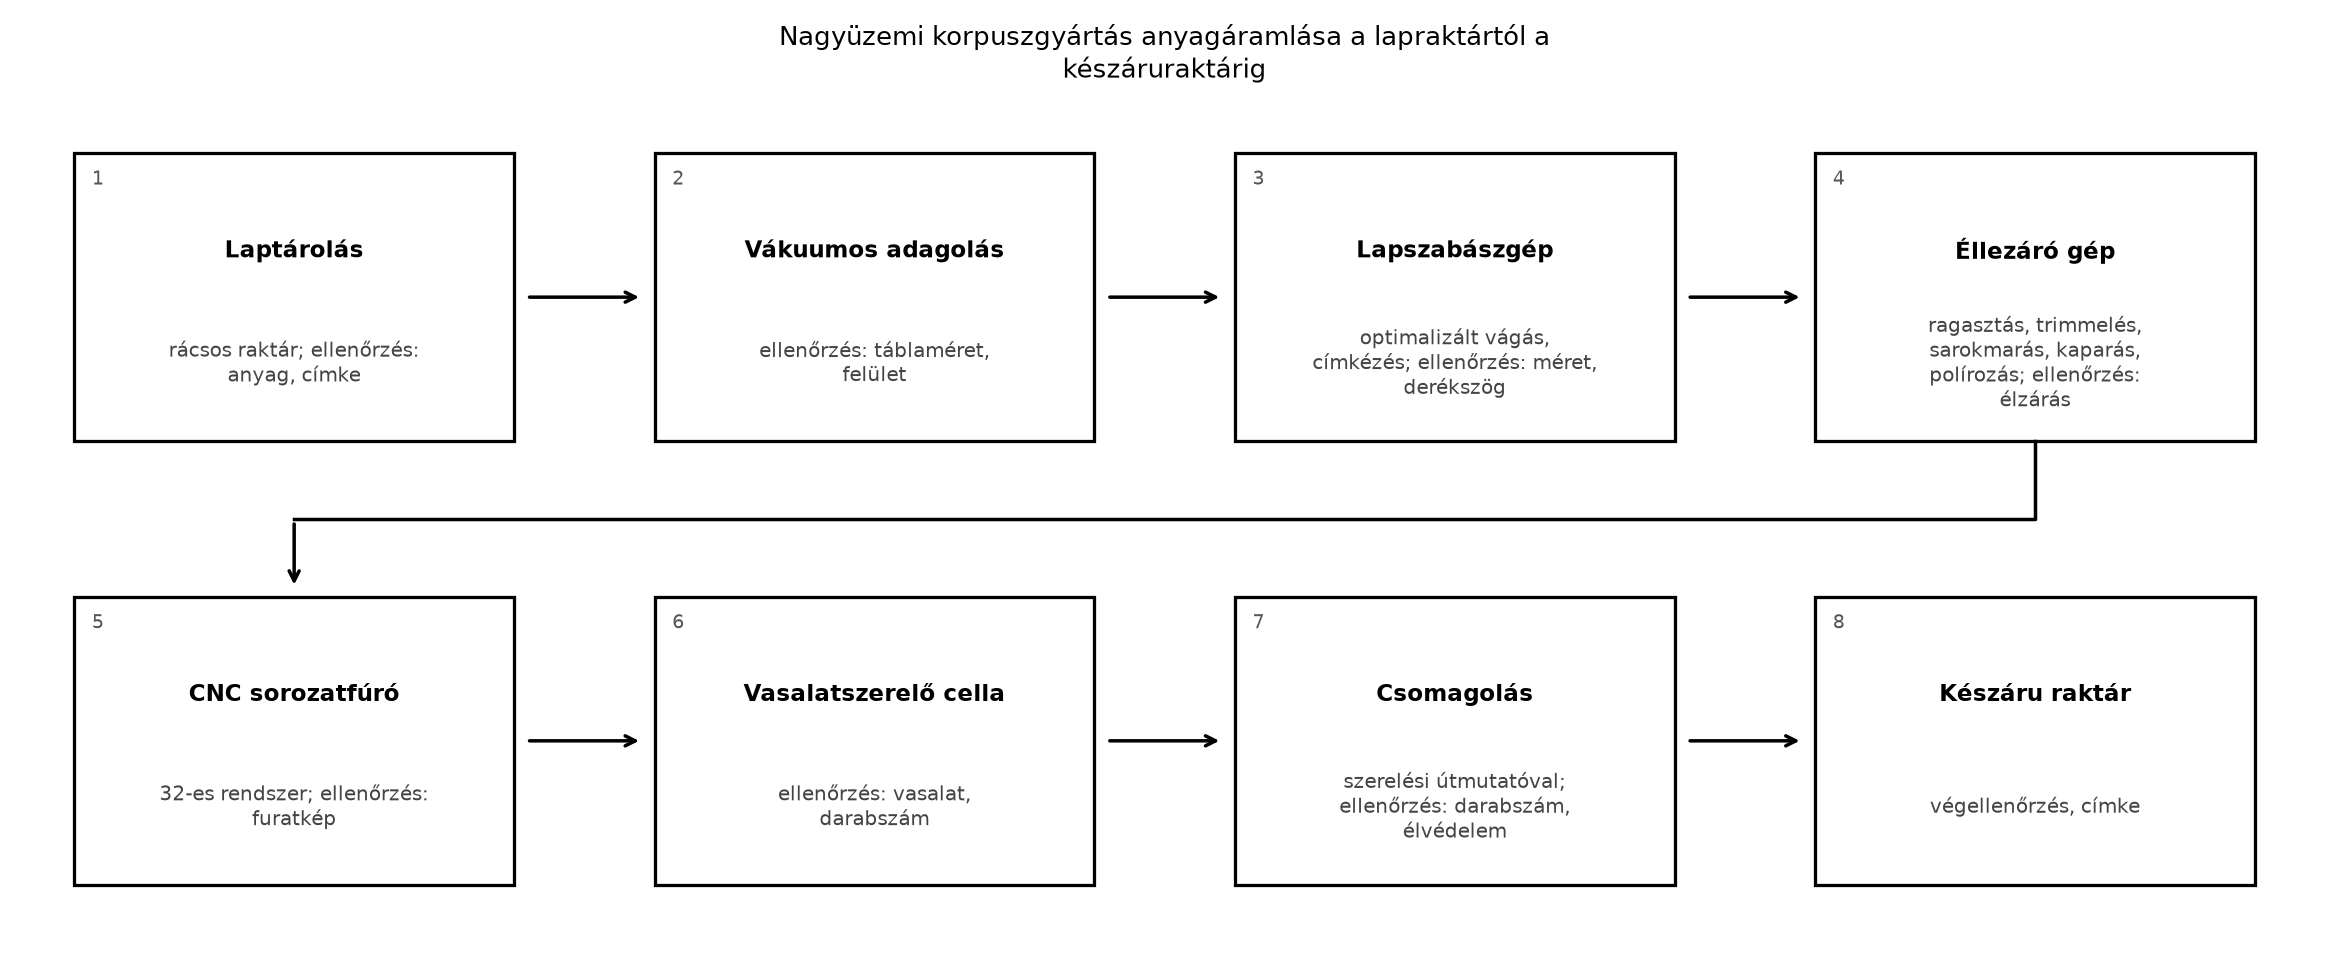 Nagyüzemi korpuszgyártás anyagáramlása a lapraktártól a
készáruraktárig
1
Laptárolás
rácsos raktár; ellenőrzés:
anyag, címke
2
Vákuumos adagolás
ellenőrzés: táblaméret,
felület
3
Lapszabászgép
optimalizált vágás,
címkézés; ellenőrzés: méret,
derékszög
4
Éllezáró gép
ragasztás, trimmelés,
sarokmarás, kaparás,
polírozás; ellenőrzés:
élzárás
5
CNC sorozatfúró
32-es rendszer; ellenőrzés:
furatkép
6
Vasalatszerelő cella
ellenőrzés: vasalat,
darabszám
7
Csomagolás
szerelési útmutatóval;
ellenőrzés: darabszám,
élvédelem
8
Készáru raktár
végellenőrzés, címke